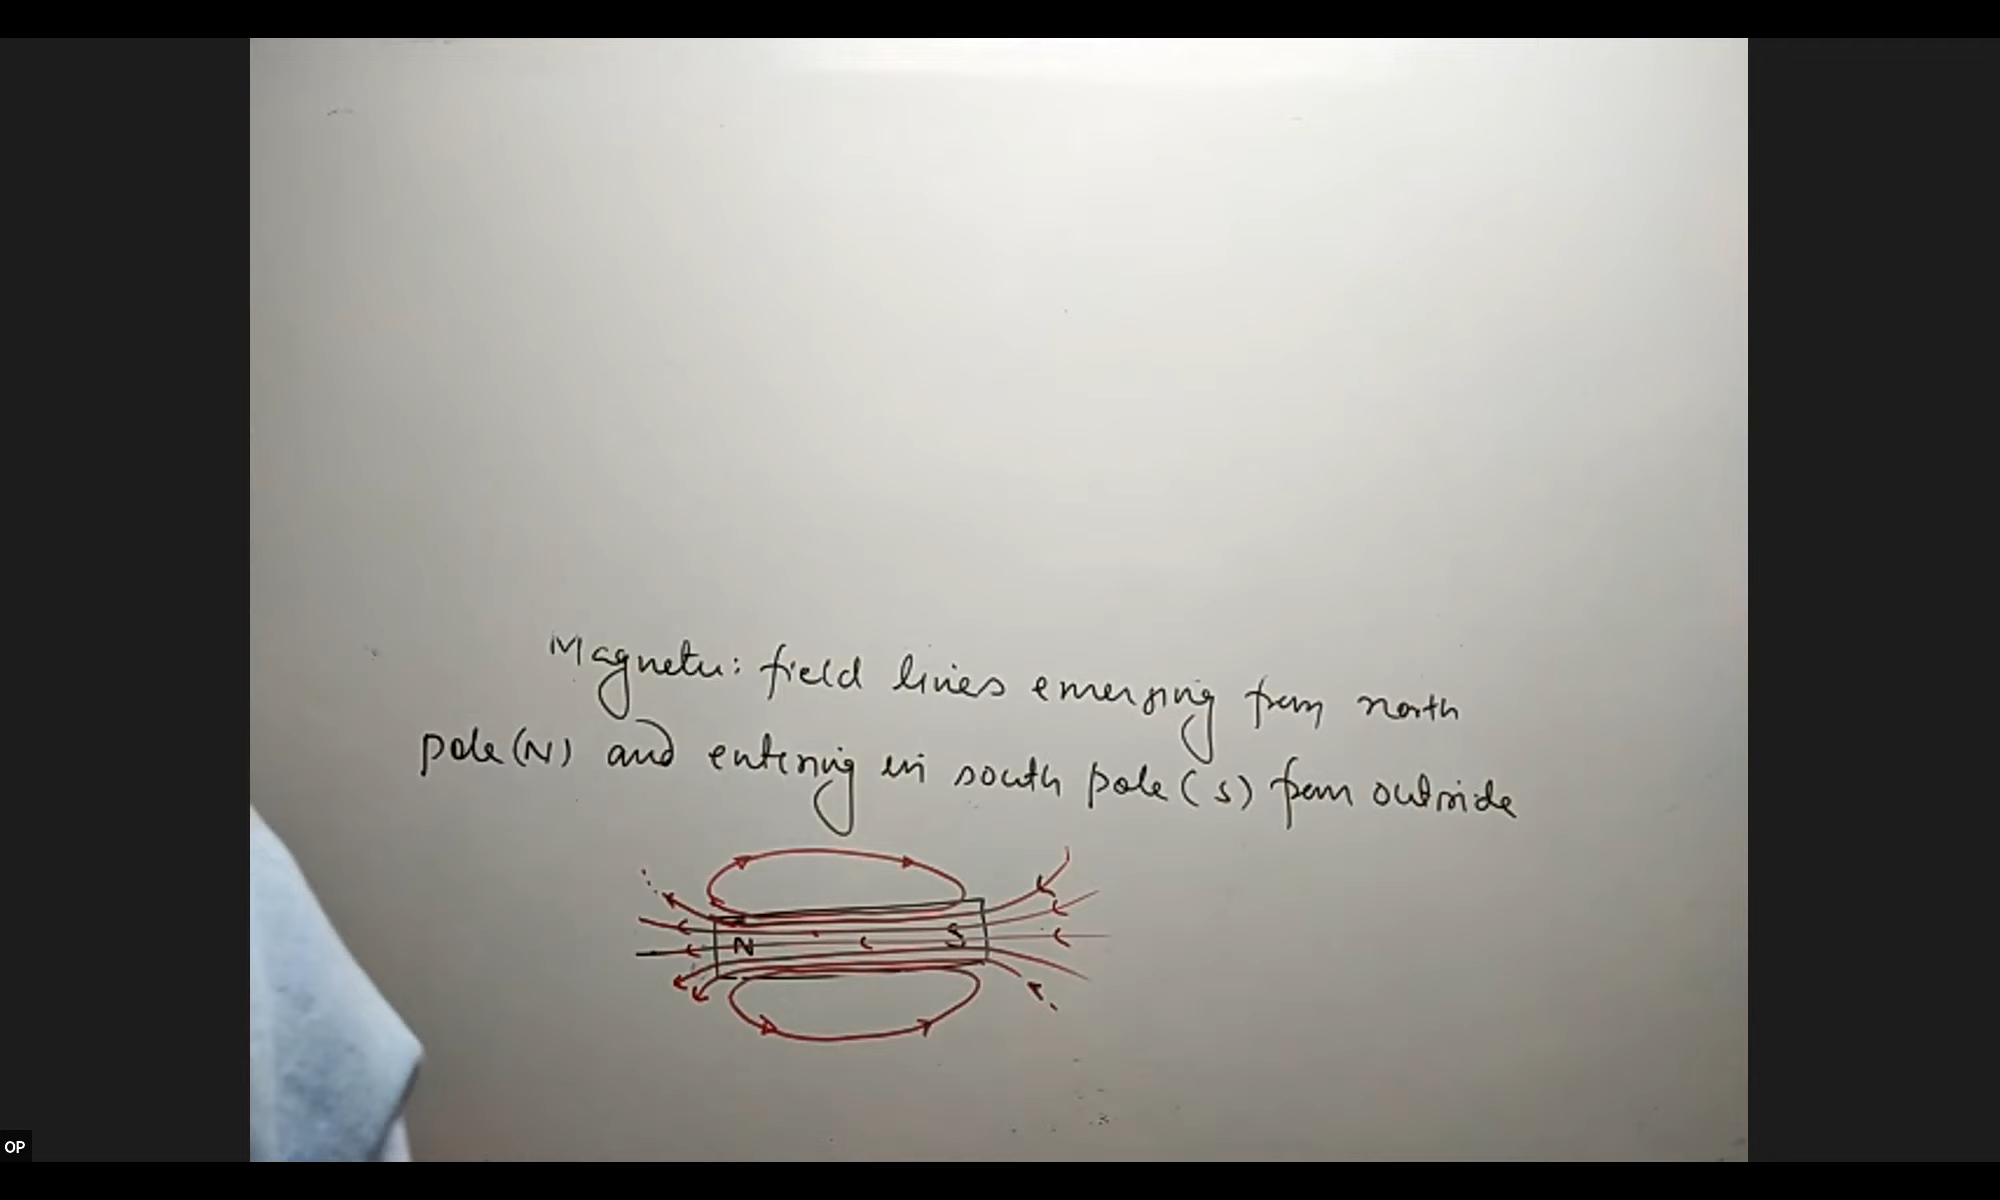 Magnetic field lines emerging from north
pole (N) and entering in south pole (S) from outside
N S
OP